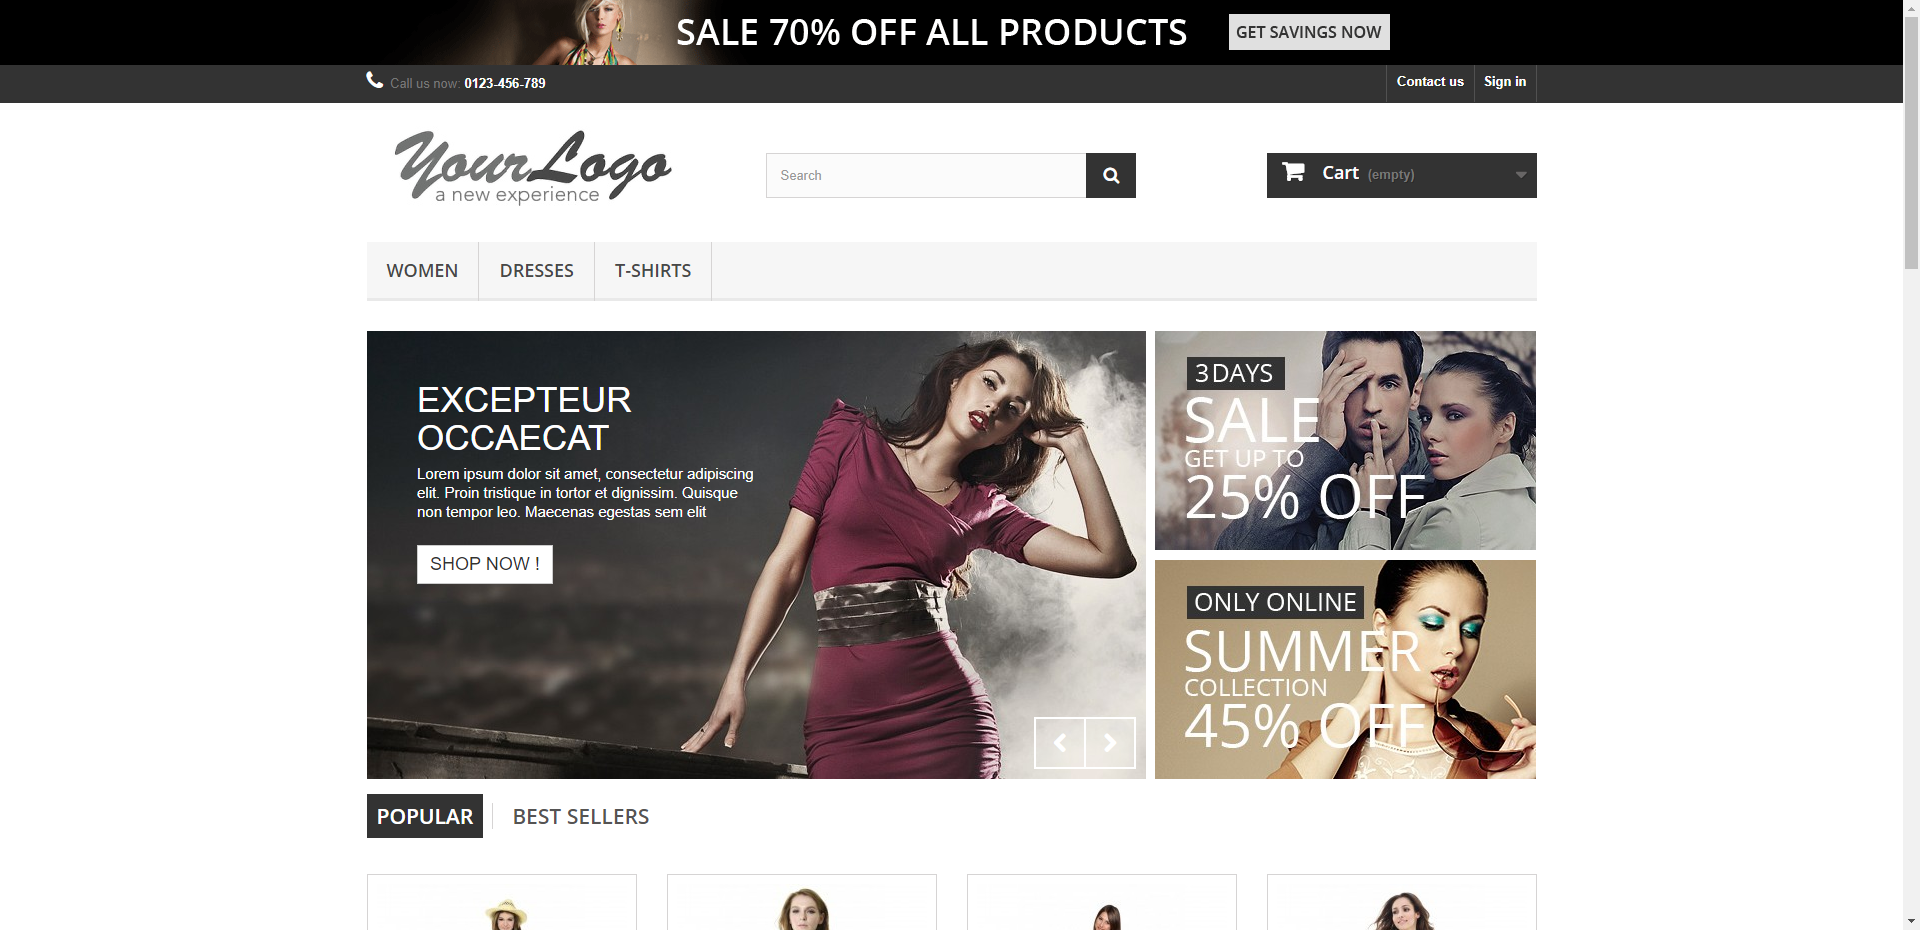 SALE 70% OFF ALL PRODUCTS
GET SAVINGS NOW
Call us now: 0123-456-789
Contact us
Sign in
YourLogo
a new experience
Search
Cart (empty)
WOMEN
DRESSES
T-SHIRTS
EXCEPTEUR
OCCAECAT
Lorem ipsum dolor sit amet, consectetur adipiscing
elit. Proin tristique in tortor et dignissim. Quisque
non tempor leo. Maecenas egestas sem elit
SHOP NOW !
3DAYS
SALE
GET UP TO
25% OFF
ONLY ONLINE
SUMMER
COLLECTION
45% OFF
POPULAR
BEST SELLERS